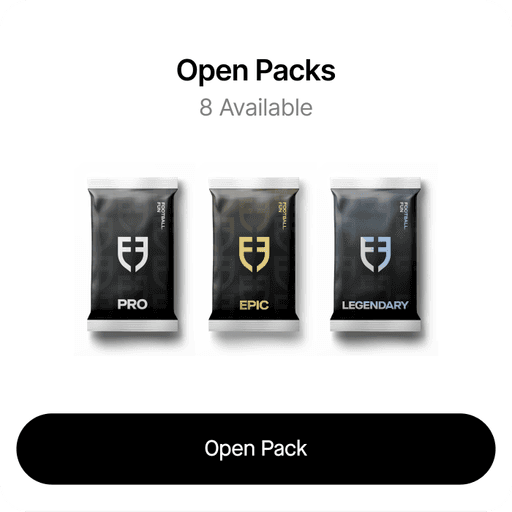 Open Packs
8 Available
FOOTBALL.
FUN
PRO
FOOTBALL.
FUN
EPIC
FOOTBALL.
FUN
LEGENDARY
Open Pack